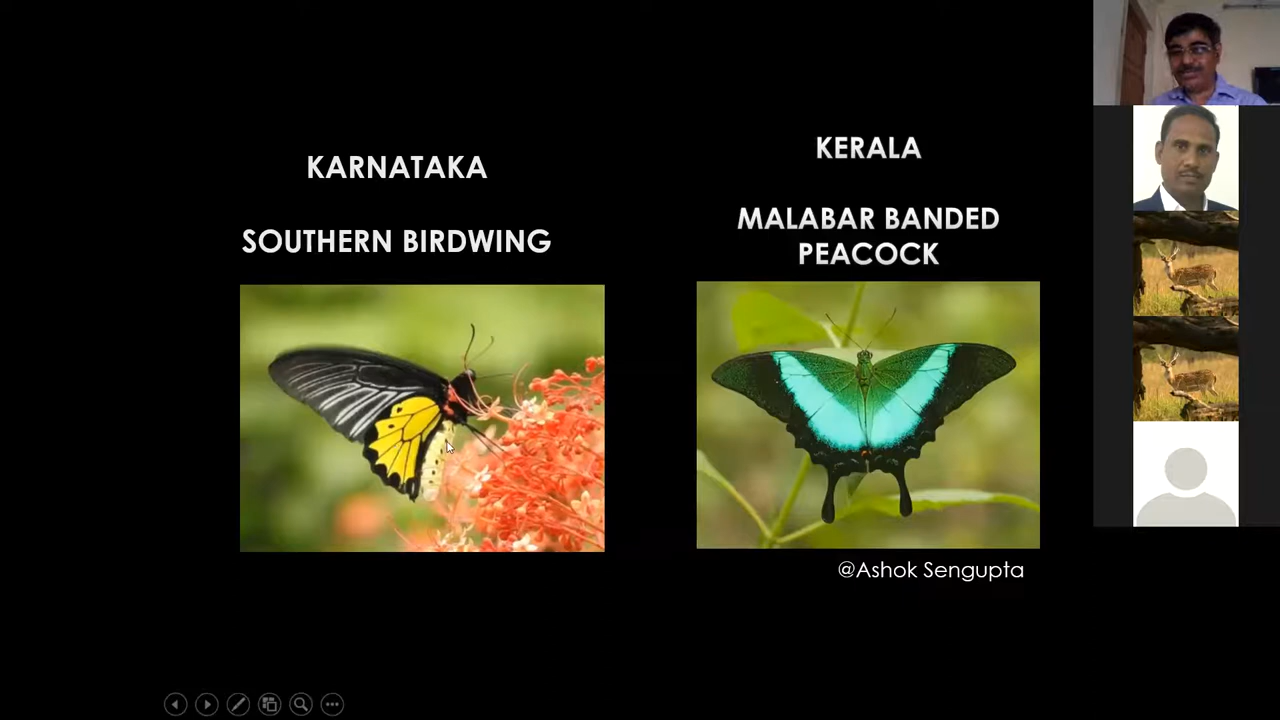 KARNATAKA
SOUTHERN BIRDWING
KERALA
MALABAR BANDED
PEACOCK
@Ashok Sengupta